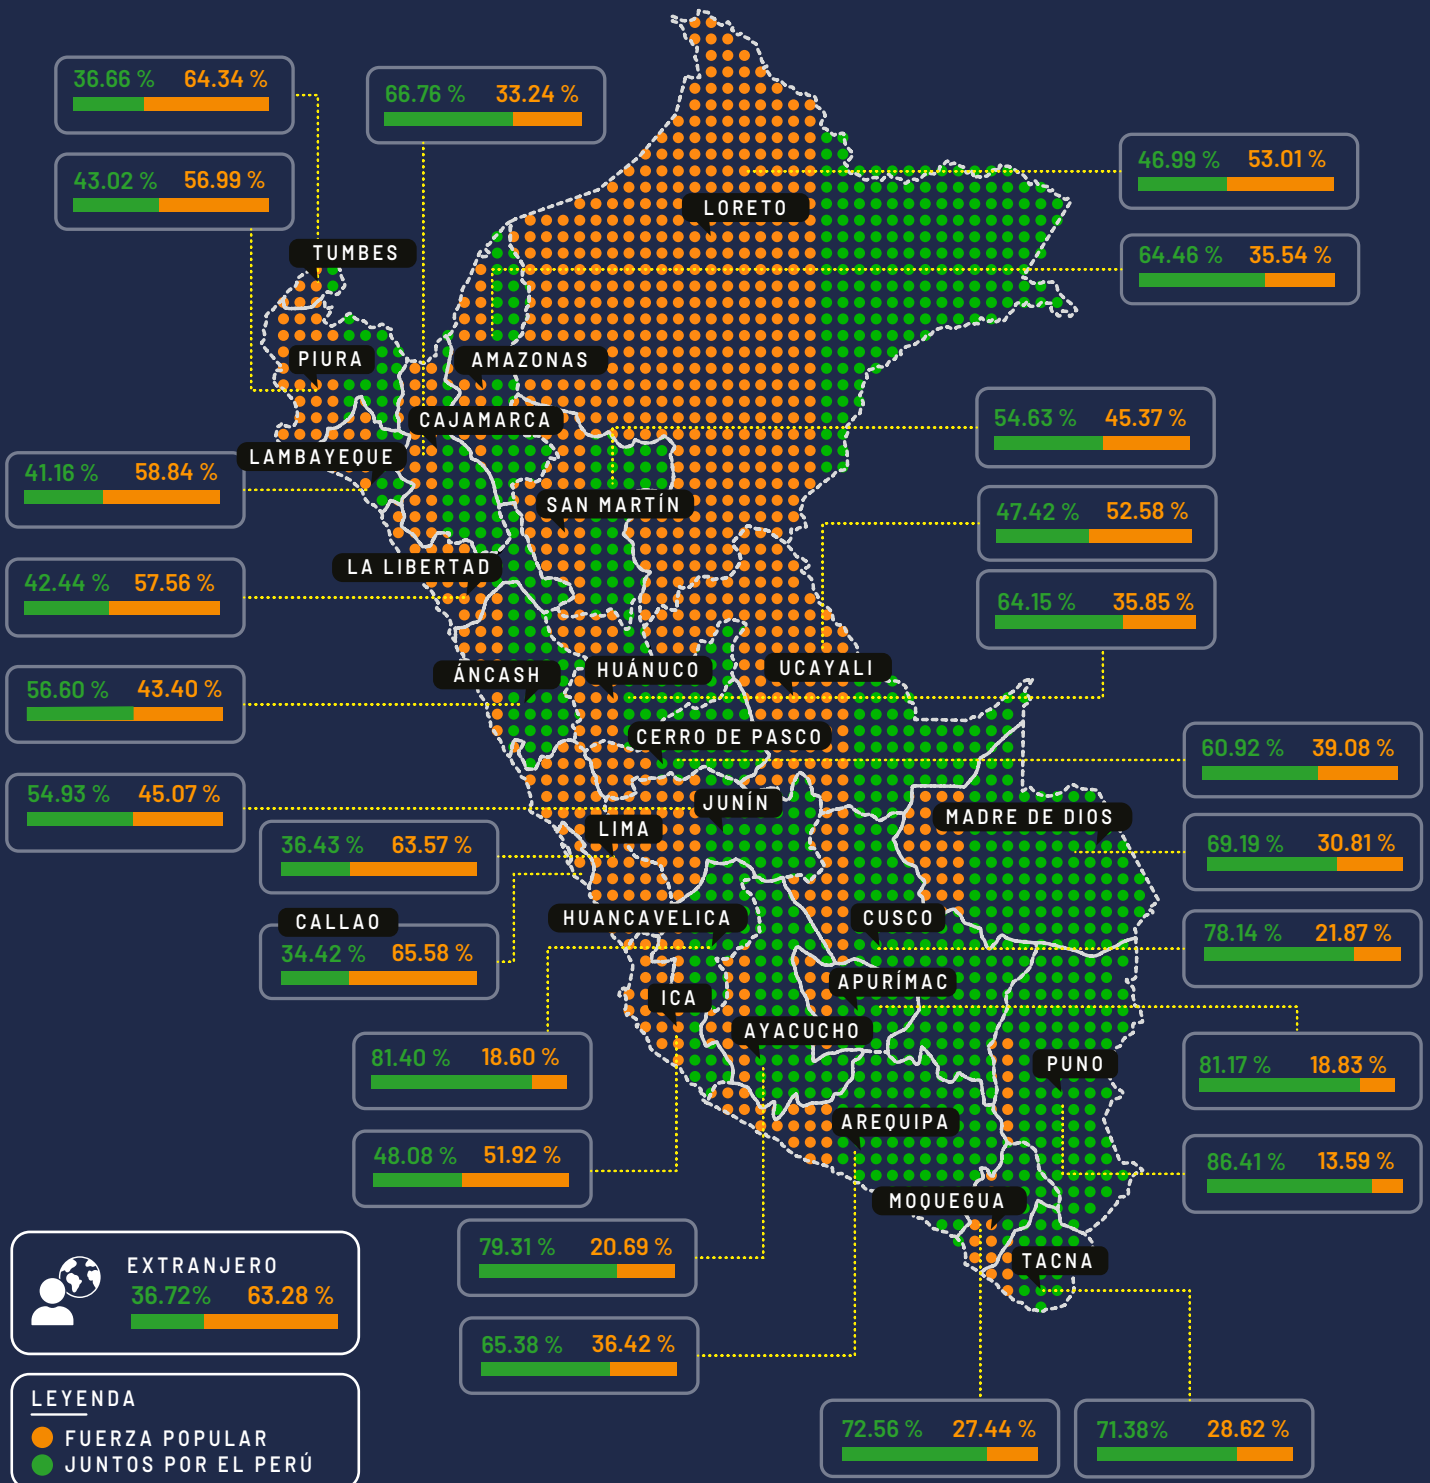 36.66 % 64.34 %
66.76 % 33.24 %
43.02 % 56.99 %
46.99 % 53.01 %
LORETO
64.46 % 35.54 %
TUMBES
PIURA
AMAZONAS
CAJAMARCA
54.63 % 45.37 %
LAMBAYEQUE
41.16 % 58.84 %
SAN MARTÍN
47.42 % 52.58 %
LA LIBERTAD
42.44 % 57.56 %
64.15 % 35.85 %
ÁNCASH
HUÁNUCO
UCAYALI
56.60 % 43.40 %
CERRO DE PASCO
60.92 % 39.08 %
54.93 % 45.07 %
JUNÍN
MADRE DE DIOS
LIMA
36.43 % 63.57 %
69.19 % 30.81 %
CALLAO
HUANCAVELICA
CUSCO
34.42 % 65.58 %
78.14 % 21.87 %
APURÍMAC
ICA
AYACUCHO
81.40 % 18.60 %
PUNO
81.17 % 18.83 %
AREQUIPA
48.08 % 51.92 %
86.41 % 13.59 %
MOQUEGUA
79.31 % 20.69 %
TACNA
EXTRANJERO
36.72% 63.28 %
65.38 % 36.42 %
LEYENDA
FUERZA POPULAR
JUNTOS POR EL PERÚ
72.56 % 27.44 %
71.38% 28.62 %